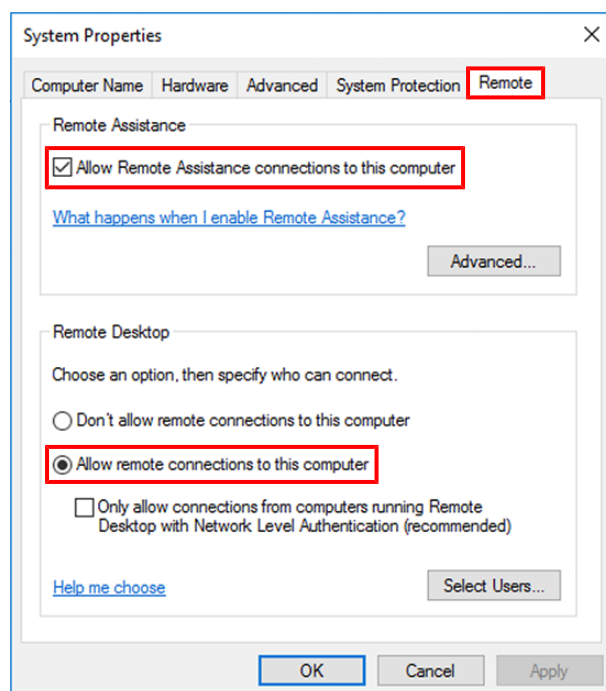 System Properties
Computer Name
Hardware
Advanced
System Protection
Remote
Remote Assistance
Allow Remote Assistance connections to this computer
What happens when I enable Remote Assistance?
Advanced...
Remote Desktop
Choose an option, then specify who can connect.
Don't allow remote connections to this computer
Allow remote connections to this computer
Only allow connections from computers running Remote
Desktop with Network Level Authentication (recommended)
Help me choose
Select Users...
OK
Cancel
Apply